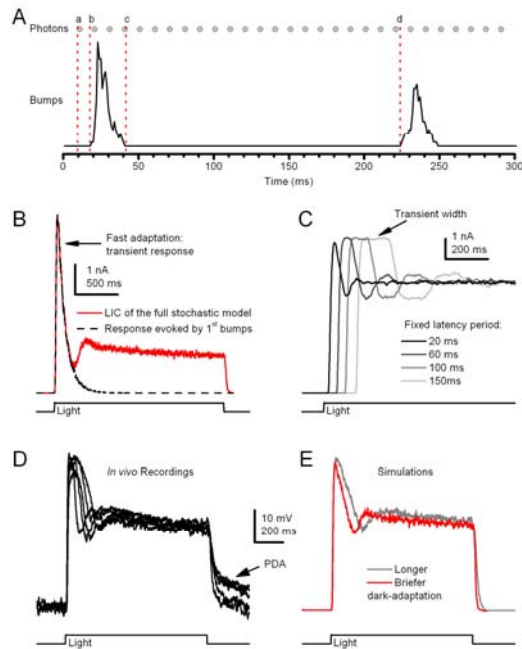 A
Photons
a
b
c
d
Bumps
0 50 100 150 200 250 300
Time (ms)
B
Fast adaptation:
transient response
1 nA
500 ms
LIC of the full stochastic model
Response evoked by 1st bumps
Light
C
Transient width
1 nA
200 ms
Fixed latency period:
20 ms
60 ms
100 ms
150ms
Light
D
In vivo Recordings
10 mV
200 ms
PDA
Light
E
Simulations
Longer
Briefer
dark-adaptation
Light